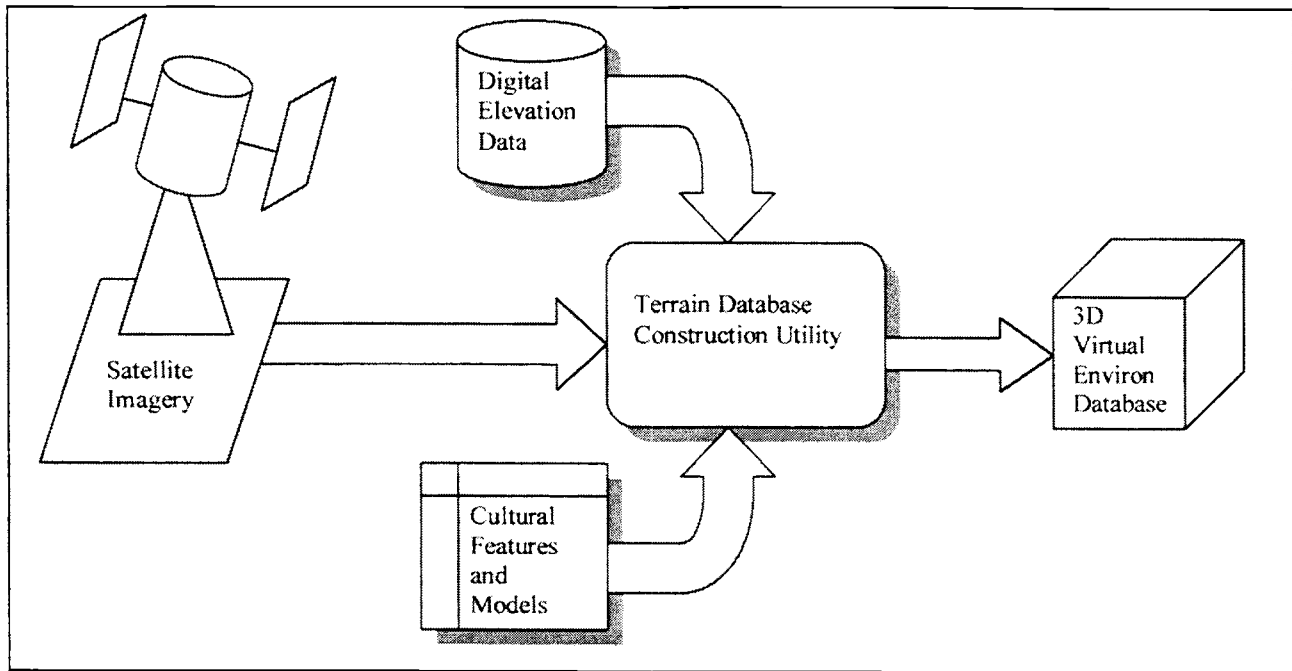 Digital
Elevation
Data
Satellite
Imagery
Terrain Database
Construction Utility
3D
Virtual
Environ
Database
Cultural
Features
and
Models